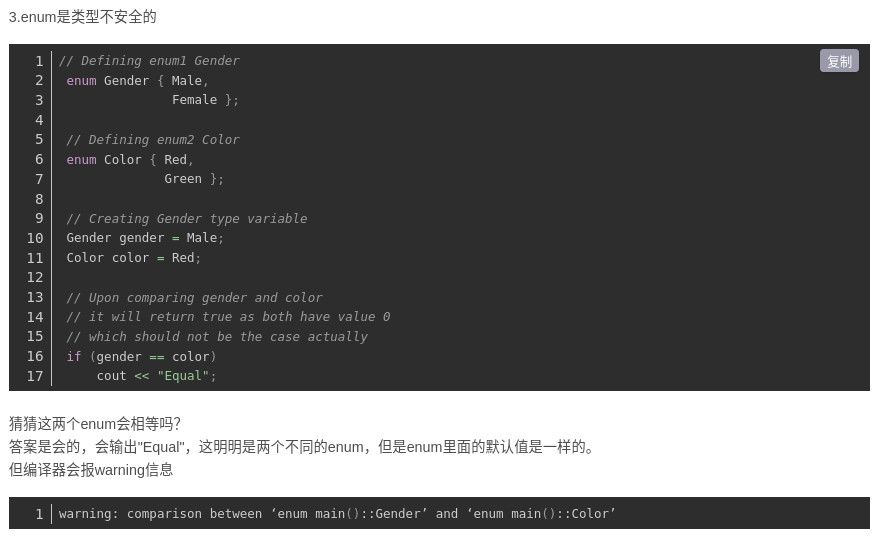 3.enum是类型不安全的
复制
1 // Defining enum1 Gender
2 enum Gender { Male,
3 Female };
4
5 // Defining enum2 Color
6 enum Color { Red,
7 Green };
8
9 // Creating Gender type variable
10 Gender gender = Male;
11 Color color = Red;
12
13 // Upon comparing gender and color
14 // it will return true as both have value 0
15 // which should not be the case actually
16 if (gender == color)
17 cout << "Equal";
猜猜这两个enum会相等吗?
答案是会的，会输出"Equal"，这明明是两个不同的enum，但是enum里面的默认值是一样的。
但编译器会报warning信息
1 warning: comparison between ‘enum main()::Gender’ and ‘enum main()::Color’